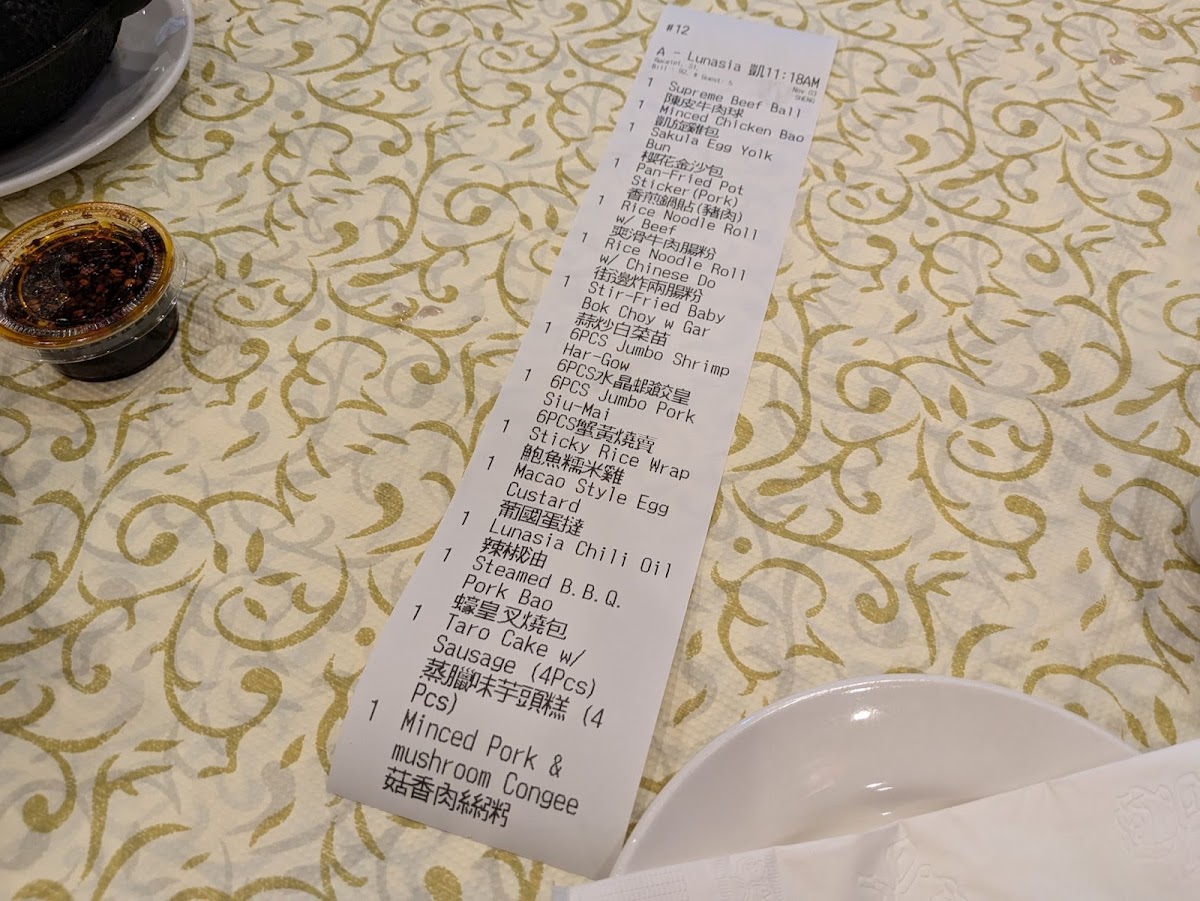 #12
A - Lunasia 凱11:18AM
Nov 03
SHENG
1 Supreme Beef Ball
陳皮牛肉球
1 Minced Chicken Bao
凱旋雞包
1 Sakula Egg Yolk
Bun
櫻花金沙包
1 Pan-Fried Pot
Sticker(Pork)
香煎鍋貼(豬肉)
1 Rice Noodle Roll
w/ Beef
爽滑牛肉腸粉
1 Rice Noodle Roll
w/ Chinese Do
街邊炸兩腸粉
1 Stir-Fried Baby
Bok Choy w Gar
蒜炒白菜苗
1 6PCS Jumbo Shrimp
Har-Gow
6PCS水晶蝦餃皇
1 6PCS Jumbo Pork
Siu-Mai
6PCS蟹黃燒賣
1 Sticky Rice Wrap
鮑魚糯米雞
1 Macao Style Egg
Custard
葡國蛋撻
1 Lunasia Chili Oil
辣椒油
1 Steamed B.B.Q.
Pork Bao
蠔皇叉燒包
1 Taro Cake w/
Sausage (4Pcs)
蒸臘味芋頭糕 (4
Pcs)
1 Minced Pork &
mushroom Congee
菇香肉絲粥